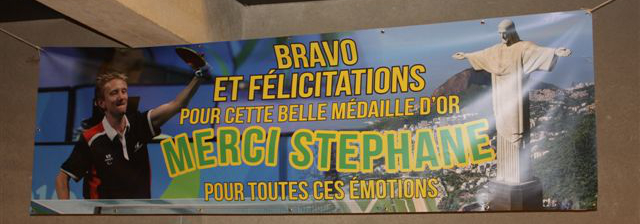 BRAVO
ET FÉLICITATIONS
POUR CETTE BELLE MÉDAILLE D'OR
MERCI STEPHANE
POUR TOUTES CES ÉMOTIONS